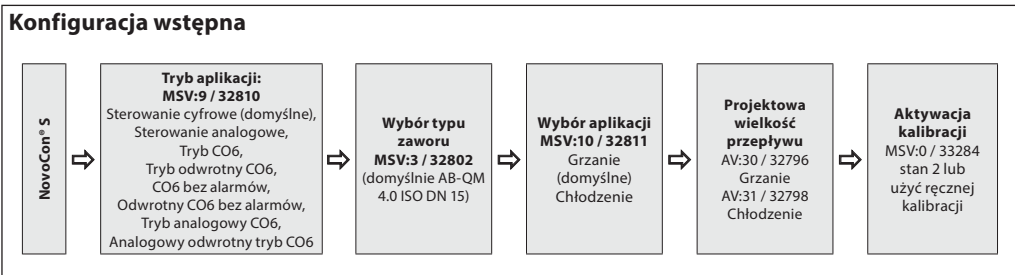 Konfiguracja wstępna
NovoCon® S
Tryb aplikacji:
MSV:9 / 32810
Sterowanie cyfrowe (domyślne),
Sterowanie analogowe,
Tryb CO6,
Tryb odwrotny CO6,
CO6 bez alarmów,
Odwrotny CO6 bez alarmów,
Tryb analogowy CO6,
Analogowy odwrotny tryb CO6
Wybór typu
zaworu
MSV:3 / 32802
(domyślnie AB-QM
4.0 ISO DN 15)
Wybór aplikacji
MSV:10 / 32811
Grzanie
(domyślne)
Chłodzenie
Projektowa
wielkość
przepływu
AV:30 / 32796
Grzanie
AV:31 / 32798
Chłodzenie
Aktywacja
kalibracji
MSV:0 / 33284
stan 2 lub
użyć ręcznej
kalibracji